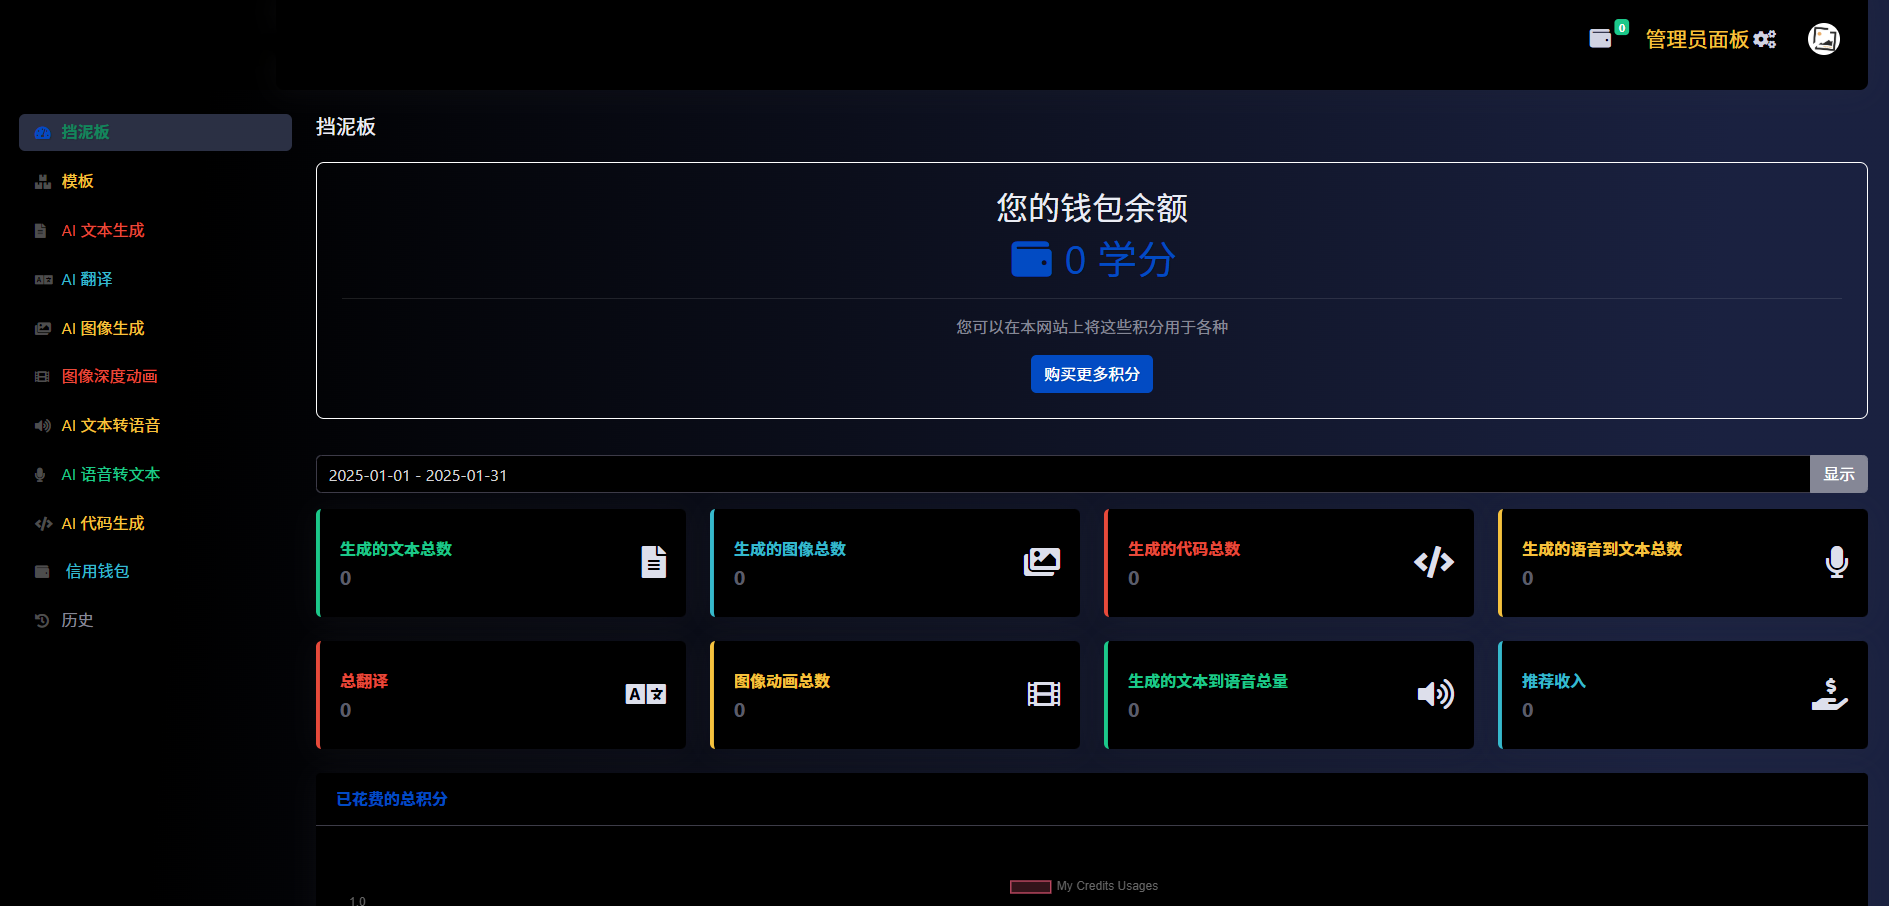 0
管理员面板
挡泥板
模板
AI 文本生成
AI 翻译
AI 图像生成
图像深度动画
AI 文本转语音
AI 语音转文本
AI 代码生成
信用钱包
历史
挡泥板
您的钱包余额
0 学分
您可以在本网站上将这些积分用于各种
购买更多积分
2025-01-01 - 2025-01-31
显示
生成的文本总数
0
生成的图像总数
0
生成的代码总数
0
生成的语音到文本总数
0
总翻译
0
图像动画总数
0
生成的文本到语音总量
0
推荐收入
0
已花费的总积分
My Credits Usages
1.0